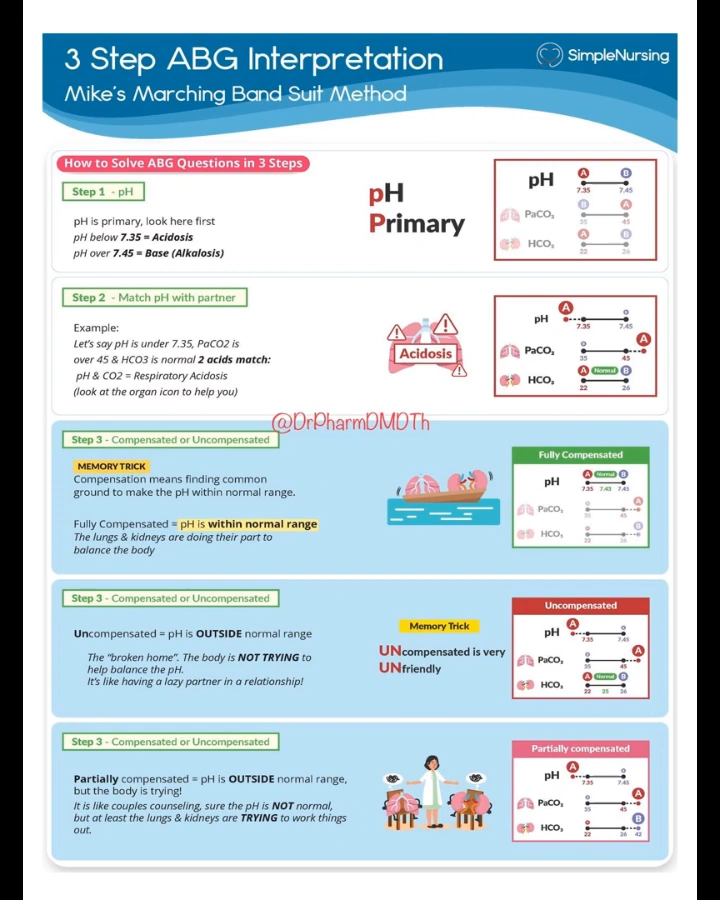 3 Step ABG Interpretation
SimpleNursing
Mike's Marching Band Suit Method
How to Solve ABG Questions in 3 Steps
Step 1 - pH
pH is primary, look here first
pH below 7.35 = Acidosis
pH over 7.45 = Base (Alkalosis)
pH
Primary
pH A B
7.35 7.45
PaCO₂ B A
35 45
HCO₃ A B
22 26
Step 2 - Match pH with partner
Example:
Let's say pH is under 7.35, PaCO2 is
over 45 & HCO3 is normal 2 acids match:
pH & CO2 = Respiratory Acidosis
(look at the organ icon to help you)
Acidosis
A
pH
7.35 7.45
A
PaCO₂
35 45
HCO₃ A Normal B
22 26
@DrPharmDMDTh
Step 3 - Compensated or Uncompensated
MEMORY TRICK
Compensation means finding common
ground to make the pH within normal range.
Fully Compensated = pH is within normal range
The lungs & kidneys are doing their part to
balance the body
Fully Compensated
pH A Normal B
7.35 7.43 7.45
PaCO₂ A
35 45
HCO₃ B
22 26
Step 3 - Compensated or Uncompensated
Uncompensated = pH is OUTSIDE normal range
The "broken home". The body is NOT TRYING to
help balance the pH.
It's like having a lazy partner in a relationship!
Memory Trick
UNcompensated is very
UNfriendly
Uncompensated
pH A
7.35 7.45
PaCO₂ A
35 45
HCO₃ A Normal B
22 25 26
Step 3 - Compensated or Uncompensated
Partially compensated = pH is OUTSIDE normal range,
but the body is trying!
It is like couples counseling, sure the pH is NOT normal,
but at least the lungs & kidneys are TRYING to work things
out.
Partially compensated
pH A
7.35 7.45
PaCO₂ A
35 45
HCO₃ B
22 26 42